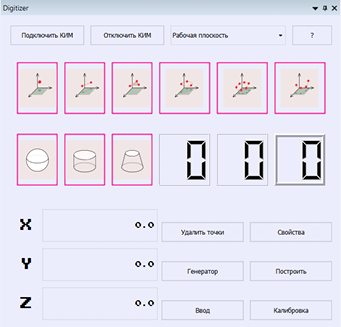 Digitizer
Подключить КИМ
Отключить КИМ
Рабочая плоскость
?
0 0 0
X 0.0
Удалить точки
Свойства
Y 0.0
Генератор
Построить
Z 0.0
Ввод
Калибровка